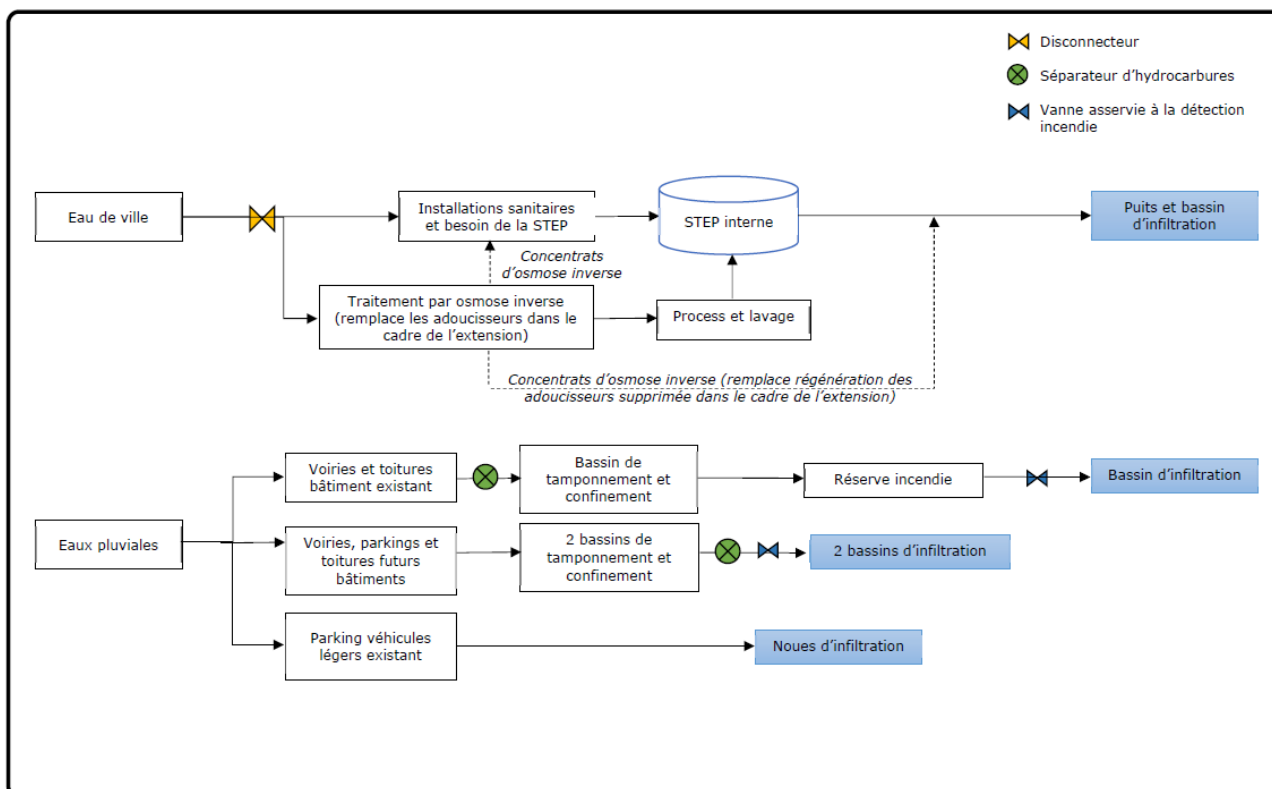 Disconnecteur
Séparateur d’hydrocarbures
Vanne asservie à la détection
incendie
Eau de ville
Installations sanitaires
et besoin de la STEP
STEP interne
Puits et bassin
d’infiltration
Concentrats
d’osmose inverse
Traitement par osmose inverse
(remplace les adoucisseurs dans le
cadre de l’extension)
Process et lavage
Concentrats d’osmose inverse (remplace régénération des
adoucisseurs supprimée dans le cadre de l’extension)
Voiries et toitures
bâtiment existant
Bassin de
tamponnement et
confinement
Réserve incendie
Bassin d’infiltration
Eaux pluviales
Voiries, parkings et
toitures futurs
bâtiments
2 bassins de
tamponnement et
confinement
2 bassins d’infiltration
Parking véhicules
légers existant
Noues d’infiltration